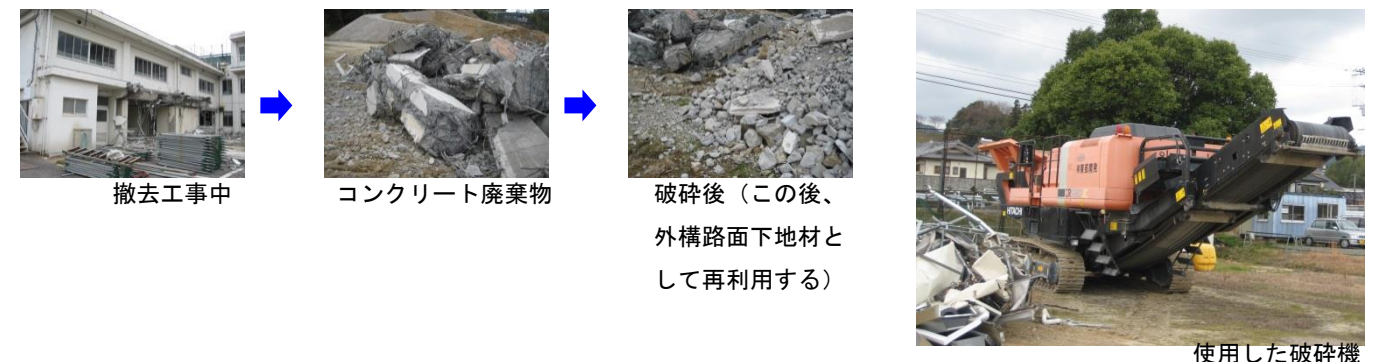 撤去工事中
コンクリート廃棄物
破砕後（この後、
外構路面下地材と
して再利用する）
HITACHI
使用した破砕機